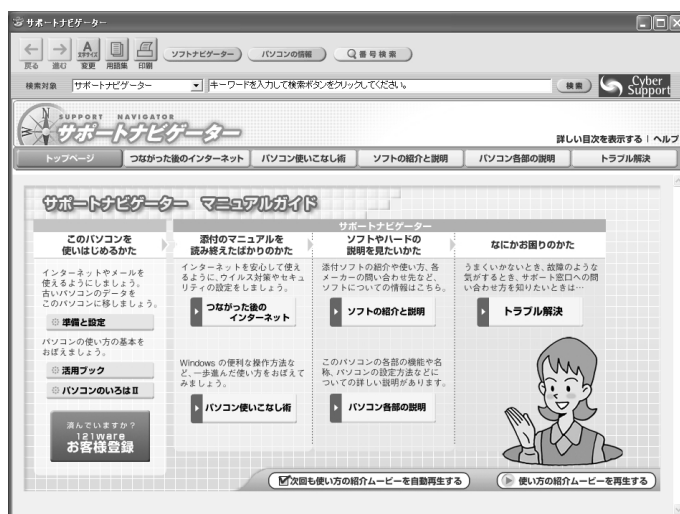 サポートナビゲーター
戻る 進む 文字サイズ 変更 用語集 印刷 ソフトナビゲーター パソコンの情報 番号検索
検索対象 サポートナビゲーター キーワードを入力して検索ボタンをクリックしてください。 検索 Cyber Support
SUPPORT NAVIGATOR
サポートナビゲーター
詳しい目次を表示する | ヘルプ
トップページ つながった後のインターネット パソコン使いこなし術 ソフトの紹介と説明 パソコン各部の説明 トラブル解決
サポートナビゲーター マニュアルガイド
サポートナビゲーター
このパソコンを
使いはじめるかた
インターネットやメールを
使えるようにしましょう。
古いパソコンのデータを
このパソコンに移しましょう。
準備と設定
パソコンの使い方の基本を
おぼえましょう。
活用ブック
パソコンのいろはⅡ
済んでいますか?
121ware
お客様登録
添付のマニュアルを
読み終えたばかりのかた
インターネットを安心して使え
るように、ウイルス対策やセキュ
リティの設定をしましょう。
つながった後の
インターネット
Windows の便利な操作方法な
ど、一歩進んだ使い方をおぼえて
みましょう。
パソコン使いこなし術
ソフトやハードの
説明を見たいかた
添付ソフトの紹介や使い方、各
メーカーの問い合わせ先など、
ソフトについての情報はこちら。
ソフトの紹介と説明
このパソコンの各部の機能や名
称、パソコンの設定方法などに
ついての詳しい説明があります。
パソコン各部の説明
なにかお困りのかた
うまくいかないとき、故障のような
気がするとき、サポート窓口への問
い合わせ方を知りたいときは…
トラブル解決
次回も使い方の紹介ムービーを自動再生する
使い方の紹介ムービーを再生する